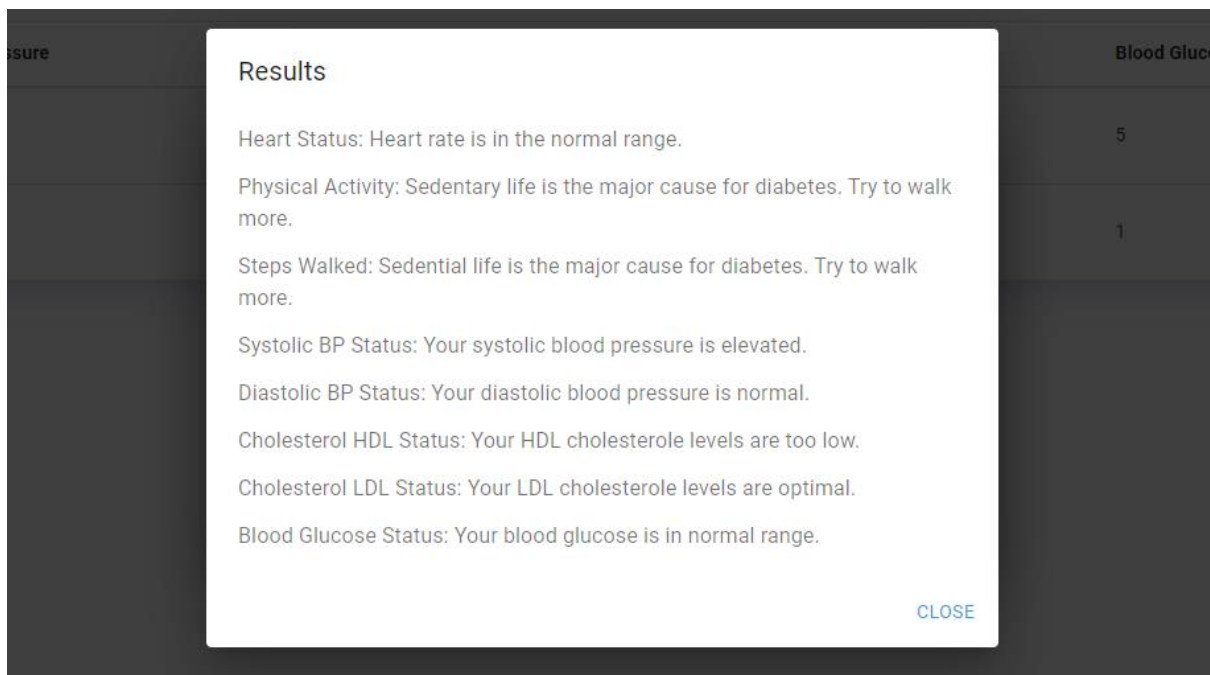 ssure
Blood Gluc
Results
Heart Status: Heart rate is in the normal range.
5
Physical Activity: Sedentary life is the major cause for diabetes. Try to walk
more.
1
Steps Walked: Sedential life is the major cause for diabetes. Try to walk
more.
Systolic BP Status: Your systolic blood pressure is elevated.
Diastolic BP Status: Your diastolic blood pressure is normal.
Cholesterol HDL Status: Your HDL cholesterole levels are too low.
Cholesterol LDL Status: Your LDL cholesterole levels are optimal.
Blood Glucose Status: Your blood glucose is in normal range.
CLOSE